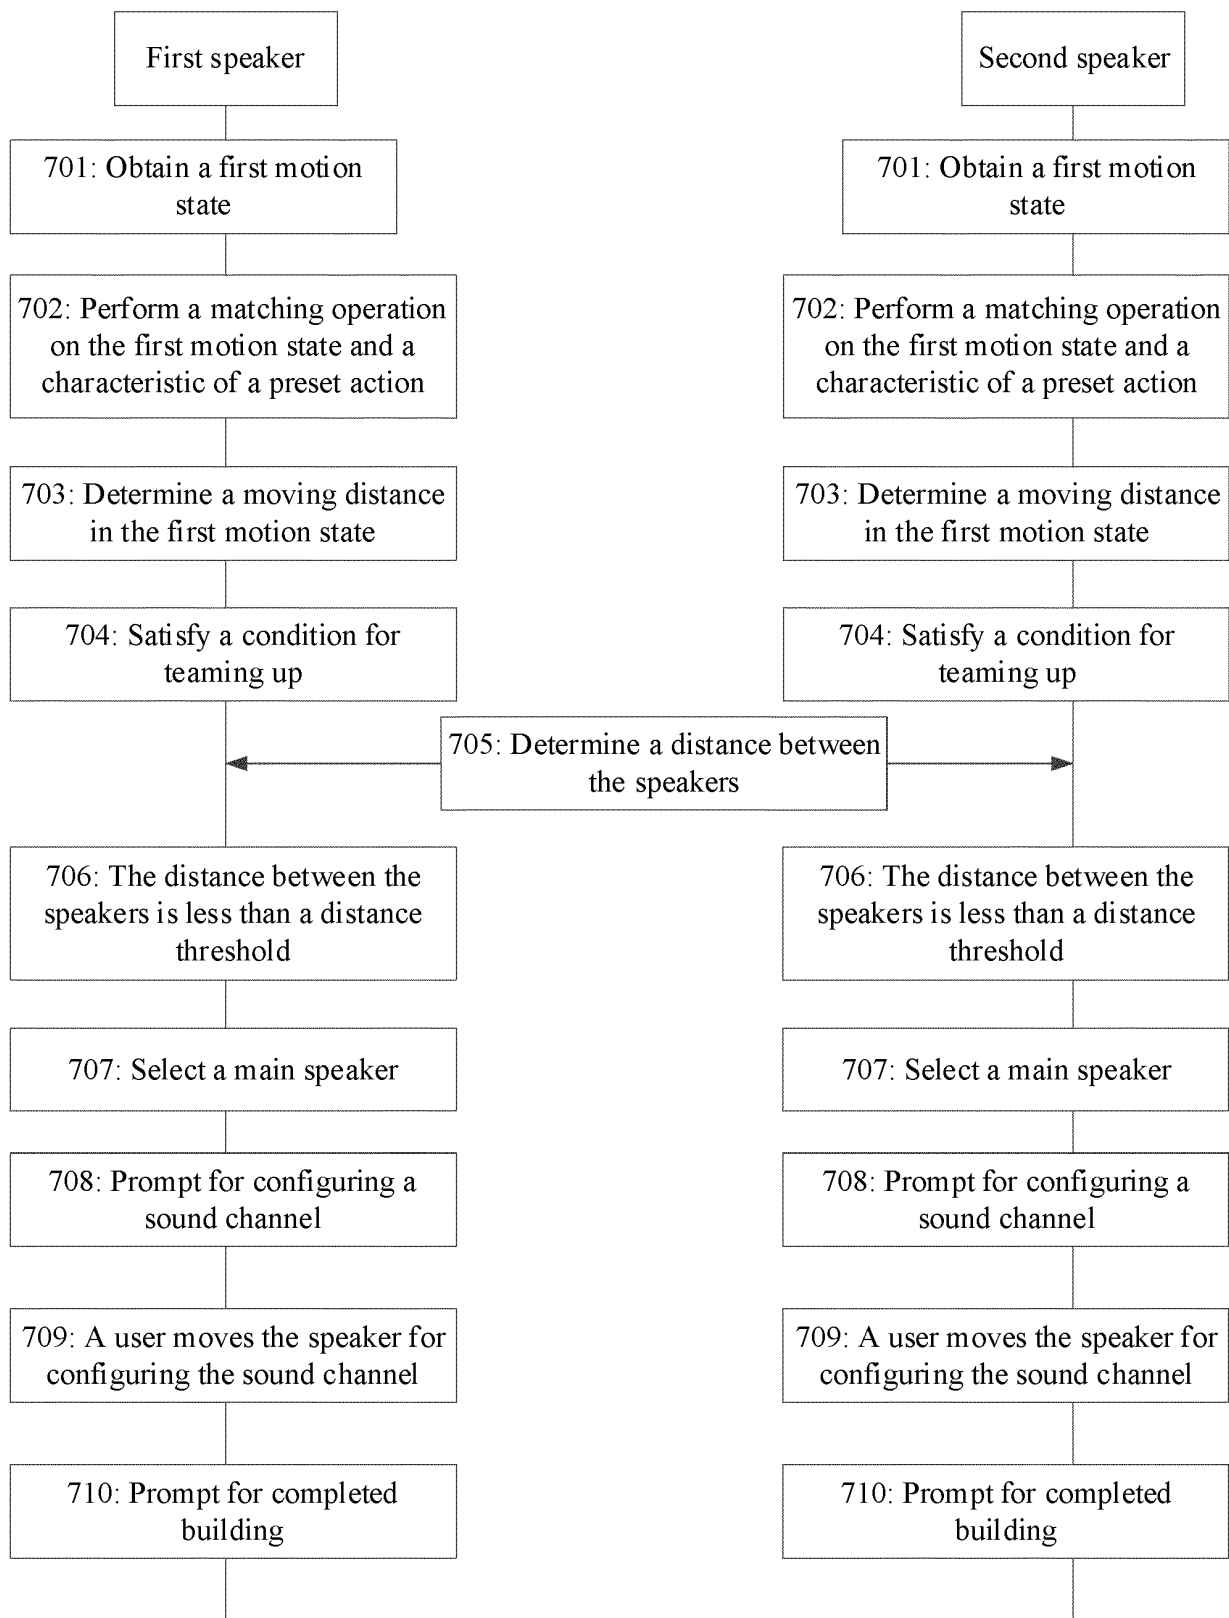 First speaker
Second speaker
701: Obtain a first motion
state
701: Obtain a first motion
state
702: Perform a matching operation
on the first motion state and a
characteristic of a preset action
702: Perform a matching operation
on the first motion state and a
characteristic of a preset action
703: Determine a moving distance
in the first motion state
703: Determine a moving distance
in the first motion state
704: Satisfy a condition for
teaming up
704: Satisfy a condition for
teaming up
705: Determine a distance between
the speakers
706: The distance between the
speakers is less than a distance
threshold
706: The distance between the
speakers is less than a distance
threshold
707: Select a main speaker
707: Select a main speaker
708: Prompt for configuring a
sound channel
708: Prompt for configuring a
sound channel
709: A user moves the speaker for
configuring the sound channel
709: A user moves the speaker for
configuring the sound channel
710: Prompt for completed
building
710: Prompt for completed
building